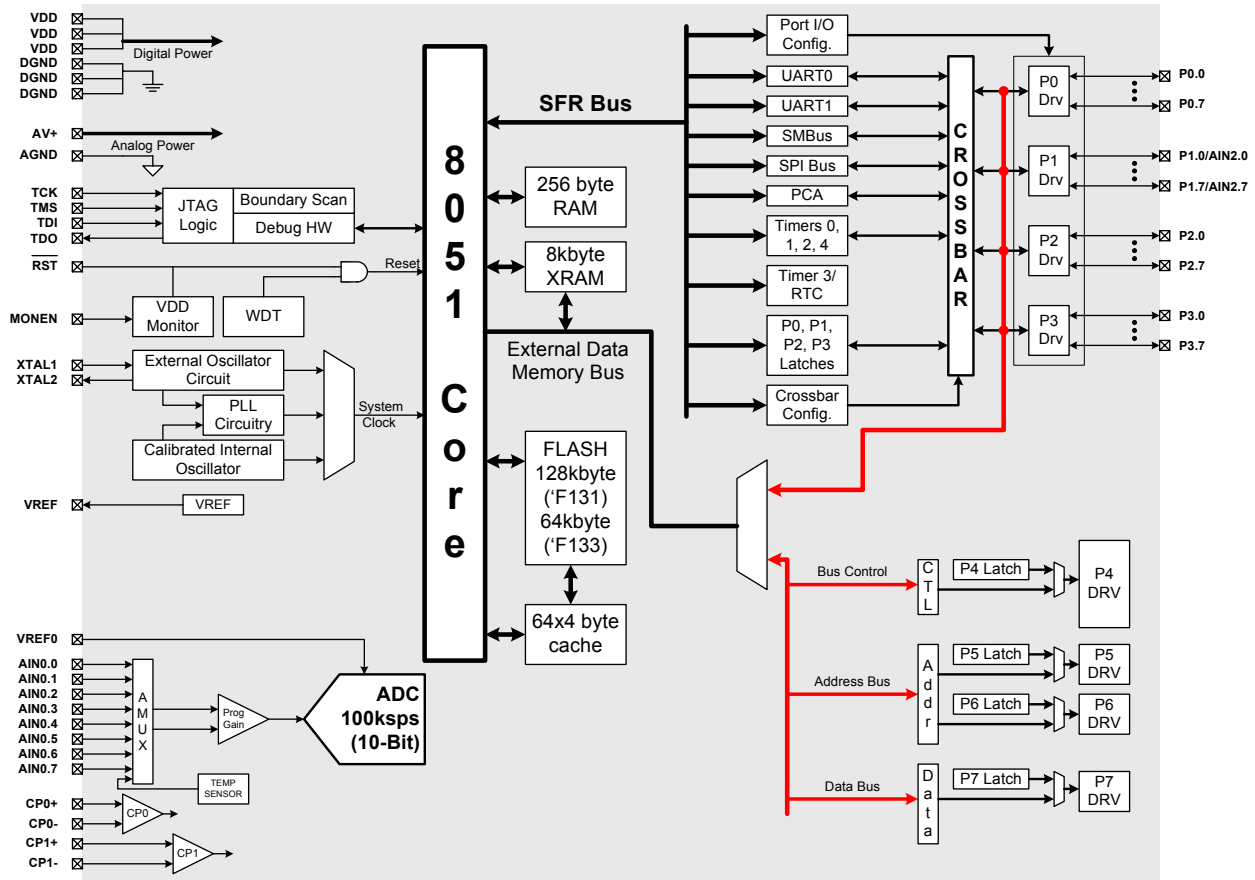 VDD
VDD
VDD
Digital Power
DGND
DGND
DGND
AV+
Analog Power
AGND
TCK
TMS
TDI
TDO
JTAG
Logic
Boundary Scan
Debug HW
RST
Reset
MONEN
VDD
Monitor
WDT
XTAL1
XTAL2
External Oscillator
Circuit
PLL
Circuitry
Calibrated Internal
Oscillator
System
Clock
VREF
VREF
VREF0
AIN0.0
AIN0.1
AIN0.2
AIN0.3
AIN0.4
AIN0.5
AIN0.6
AIN0.7
AMUX
Prog
Gain
ADC
100ksps
(10-Bit)
TEMP
SENSOR
CP0+
CP0-
CP0
CP1+
CP1-
CP1
8051 Core
SFR Bus
256 byte
RAM
8kbyte
XRAM
External Data
Memory Bus
FLASH
128kbyte
('F131)
64kbyte
('F133)
64x4 byte
cache
Port I/O
Config.
UART0
UART1
SMBus
SPI Bus
PCA
Timers 0,
1, 2, 4
Timer 3/
RTC
P0, P1,
P2, P3
Latches
Crossbar
Config.
CROSSBAR
P0
Drv
P1
Drv
P2
Drv
P3
Drv
P0.0
P0.7
P1.0/AIN2.0
P1.7/AIN2.7
P2.0
P2.7
P3.0
P3.7
Bus Control
CTL
P4 Latch
P4
DRV
Address Bus
Addr
P5 Latch
P5
DRV
P6 Latch
P6
DRV
Data Bus
Data
P7 Latch
P7
DRV